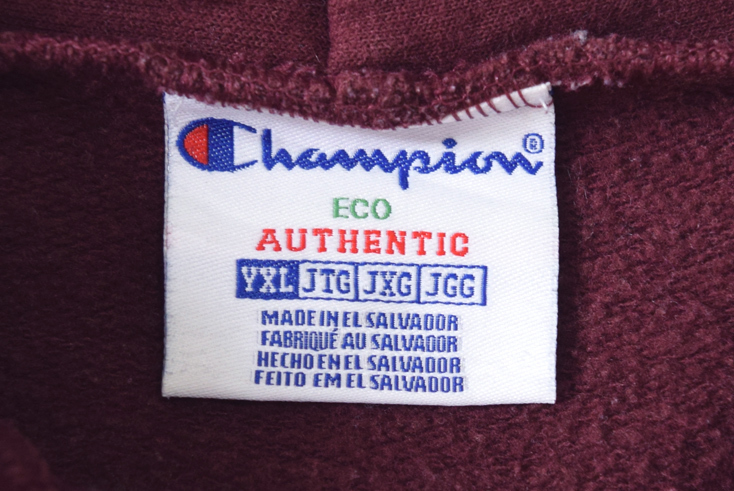 Champion®
ECO
AUTHENTIC
YXL JTG JXG JGG
MADE IN EL SALVADOR
FABRIQUÉ AU SALVADOR
HECHO EN EL SALVADOR
FEITO EM EL SALVADOR